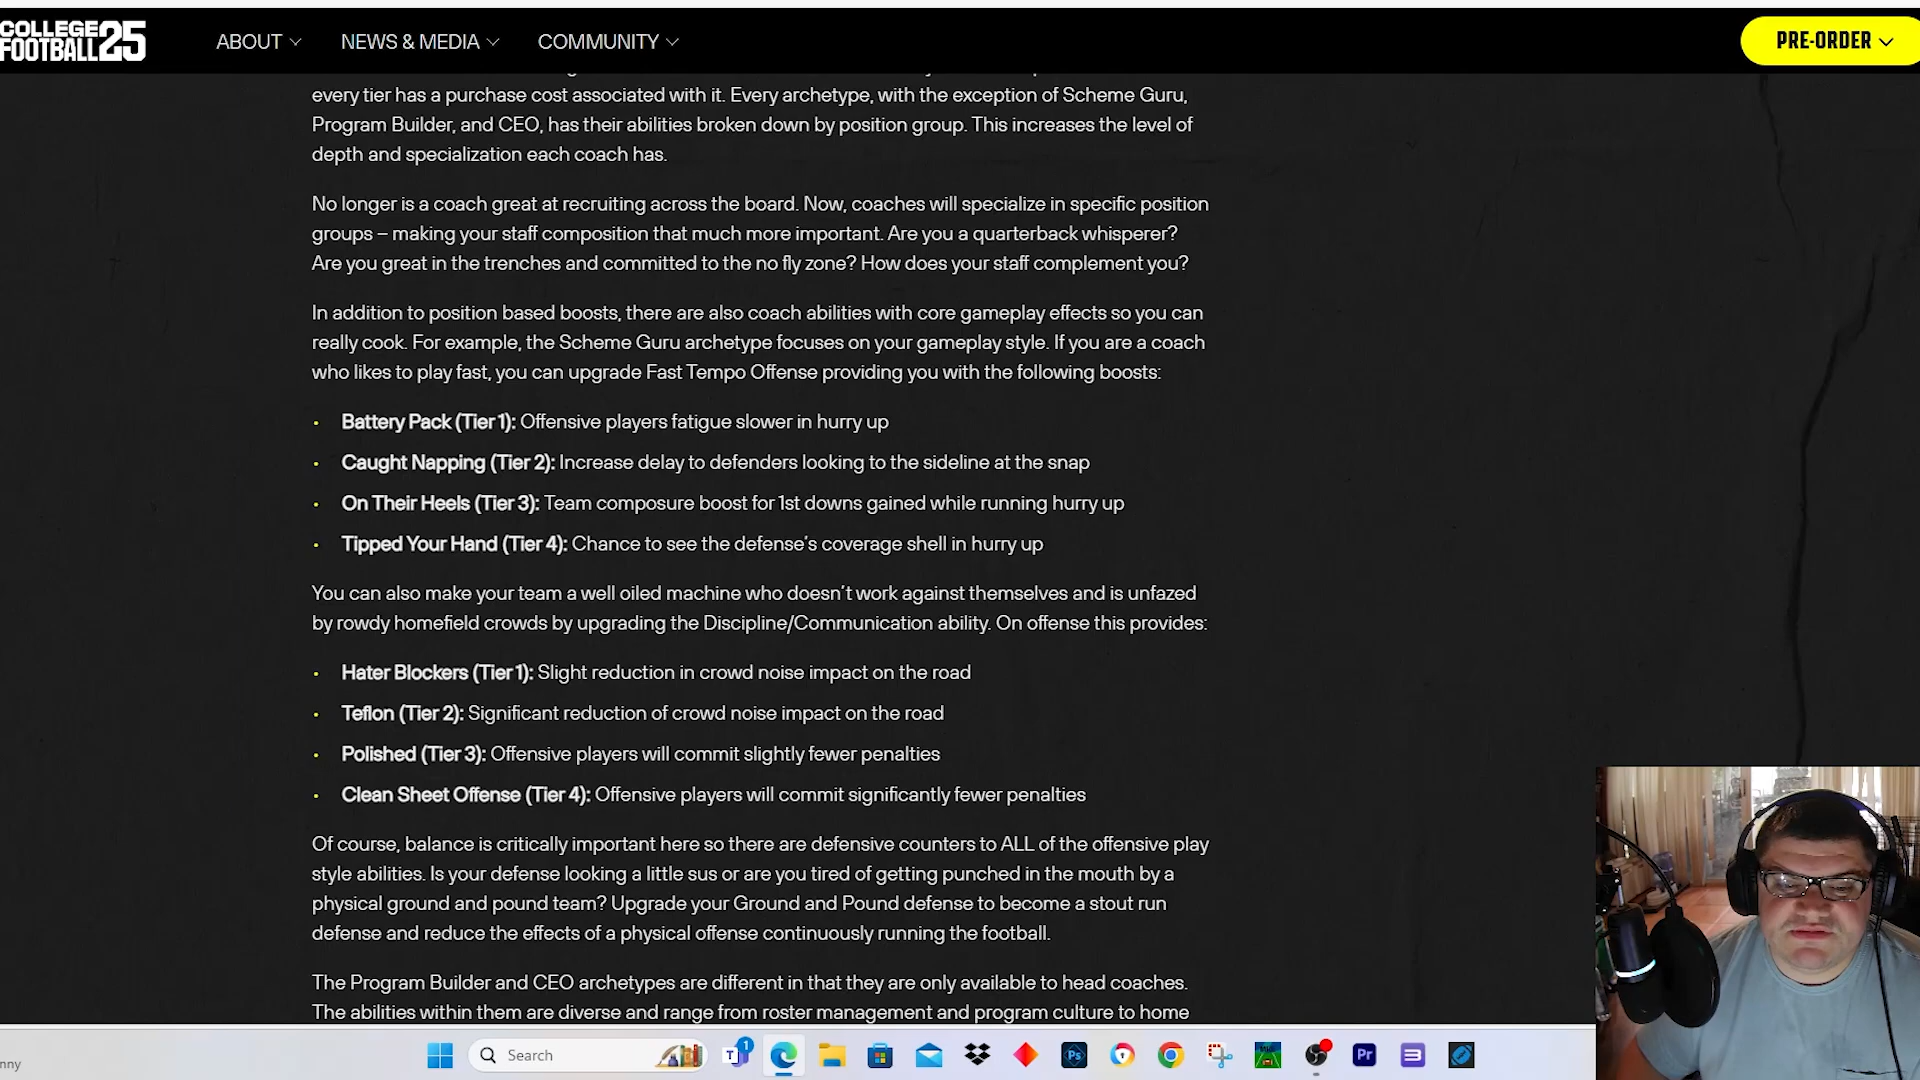 COLLEGE FOOTBALL 25
ABOUT NEWS & MEDIA COMMUNITY PRE-ORDER
every tier has a purchase cost associated with it. Every archetype, with the exception of Scheme Guru,
Program Builder, and CEO, has their abilities broken down by position group. This increases the level of
depth and specialization each coach has.
No longer is a coach great at recruiting across the board. Now, coaches will specialize in specific position
groups – making your staff composition that much more important. Are you a quarterback whisperer?
Are you great in the trenches and committed to the no fly zone? How does your staff complement you?
In addition to position based boosts, there are also coach abilities with core gameplay effects so you can
really cook. For example, the Scheme Guru archetype focuses on your gameplay style. If you are a coach
who likes to play fast, you can upgrade Fast Tempo Offense providing you with the following boosts:
• Battery Pack (Tier 1): Offensive players fatigue slower in hurry up
• Caught Napping (Tier 2): Increase delay to defenders looking to the sideline at the snap
• On Their Heels (Tier 3): Team composure boost for 1st downs gained while running hurry up
• Tipped Your Hand (Tier 4): Chance to see the defense's coverage shell in hurry up
You can also make your team a well oiled machine who doesn't work against themselves and is unfazed
by rowdy homefield crowds by upgrading the Discipline/Communication ability. On offense this provides:
• Hater Blockers (Tier 1): Slight reduction in crowd noise impact on the road
• Teflon (Tier 2): Significant reduction of crowd noise impact on the road
• Polished (Tier 3): Offensive players will commit slightly fewer penalties
• Clean Sheet Offense (Tier 4): Offensive players will commit significantly fewer penalties
Of course, balance is critically important here so there are defensive counters to ALL of the offensive play
style abilities. Is your defense looking a little sus or are you tired of getting punched in the mouth by a
physical ground and pound team? Upgrade your Ground and Pound defense to become a stout run
defense and reduce the effects of a physical offense continuously running the football.
The Program Builder and CEO archetypes are different in that they are only available to head coaches.
The abilities within them are diverse and range from roster management and program culture to home
nny Search T 1 Ps Pr